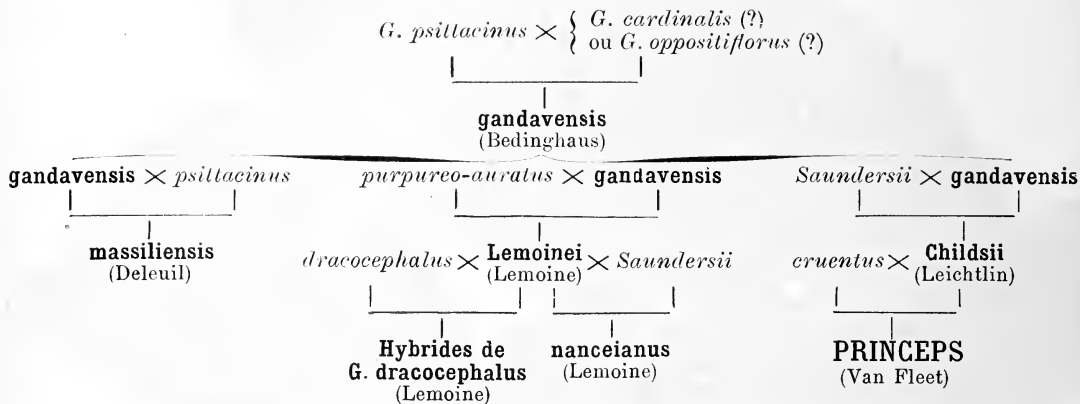 G. psittacinus × { G. cardinalis (?)
ou G. oppositiflorus (?)
gandavensis
(Bedinghaus)
gandavensis × psittacinus purpureo-auratus × gandavensis Saundersii × gandavensis
massiliensis
(Deleuil)
dracocephalus × Lemoinei × Saundersii
(Lemoine)
cruentus × Childsii
(Leichtlin)
Hybrides de
G. dracocephalus
(Lemoine)
nanceianus
(Lemoine)
PRINCEPS
(Van Fleet)